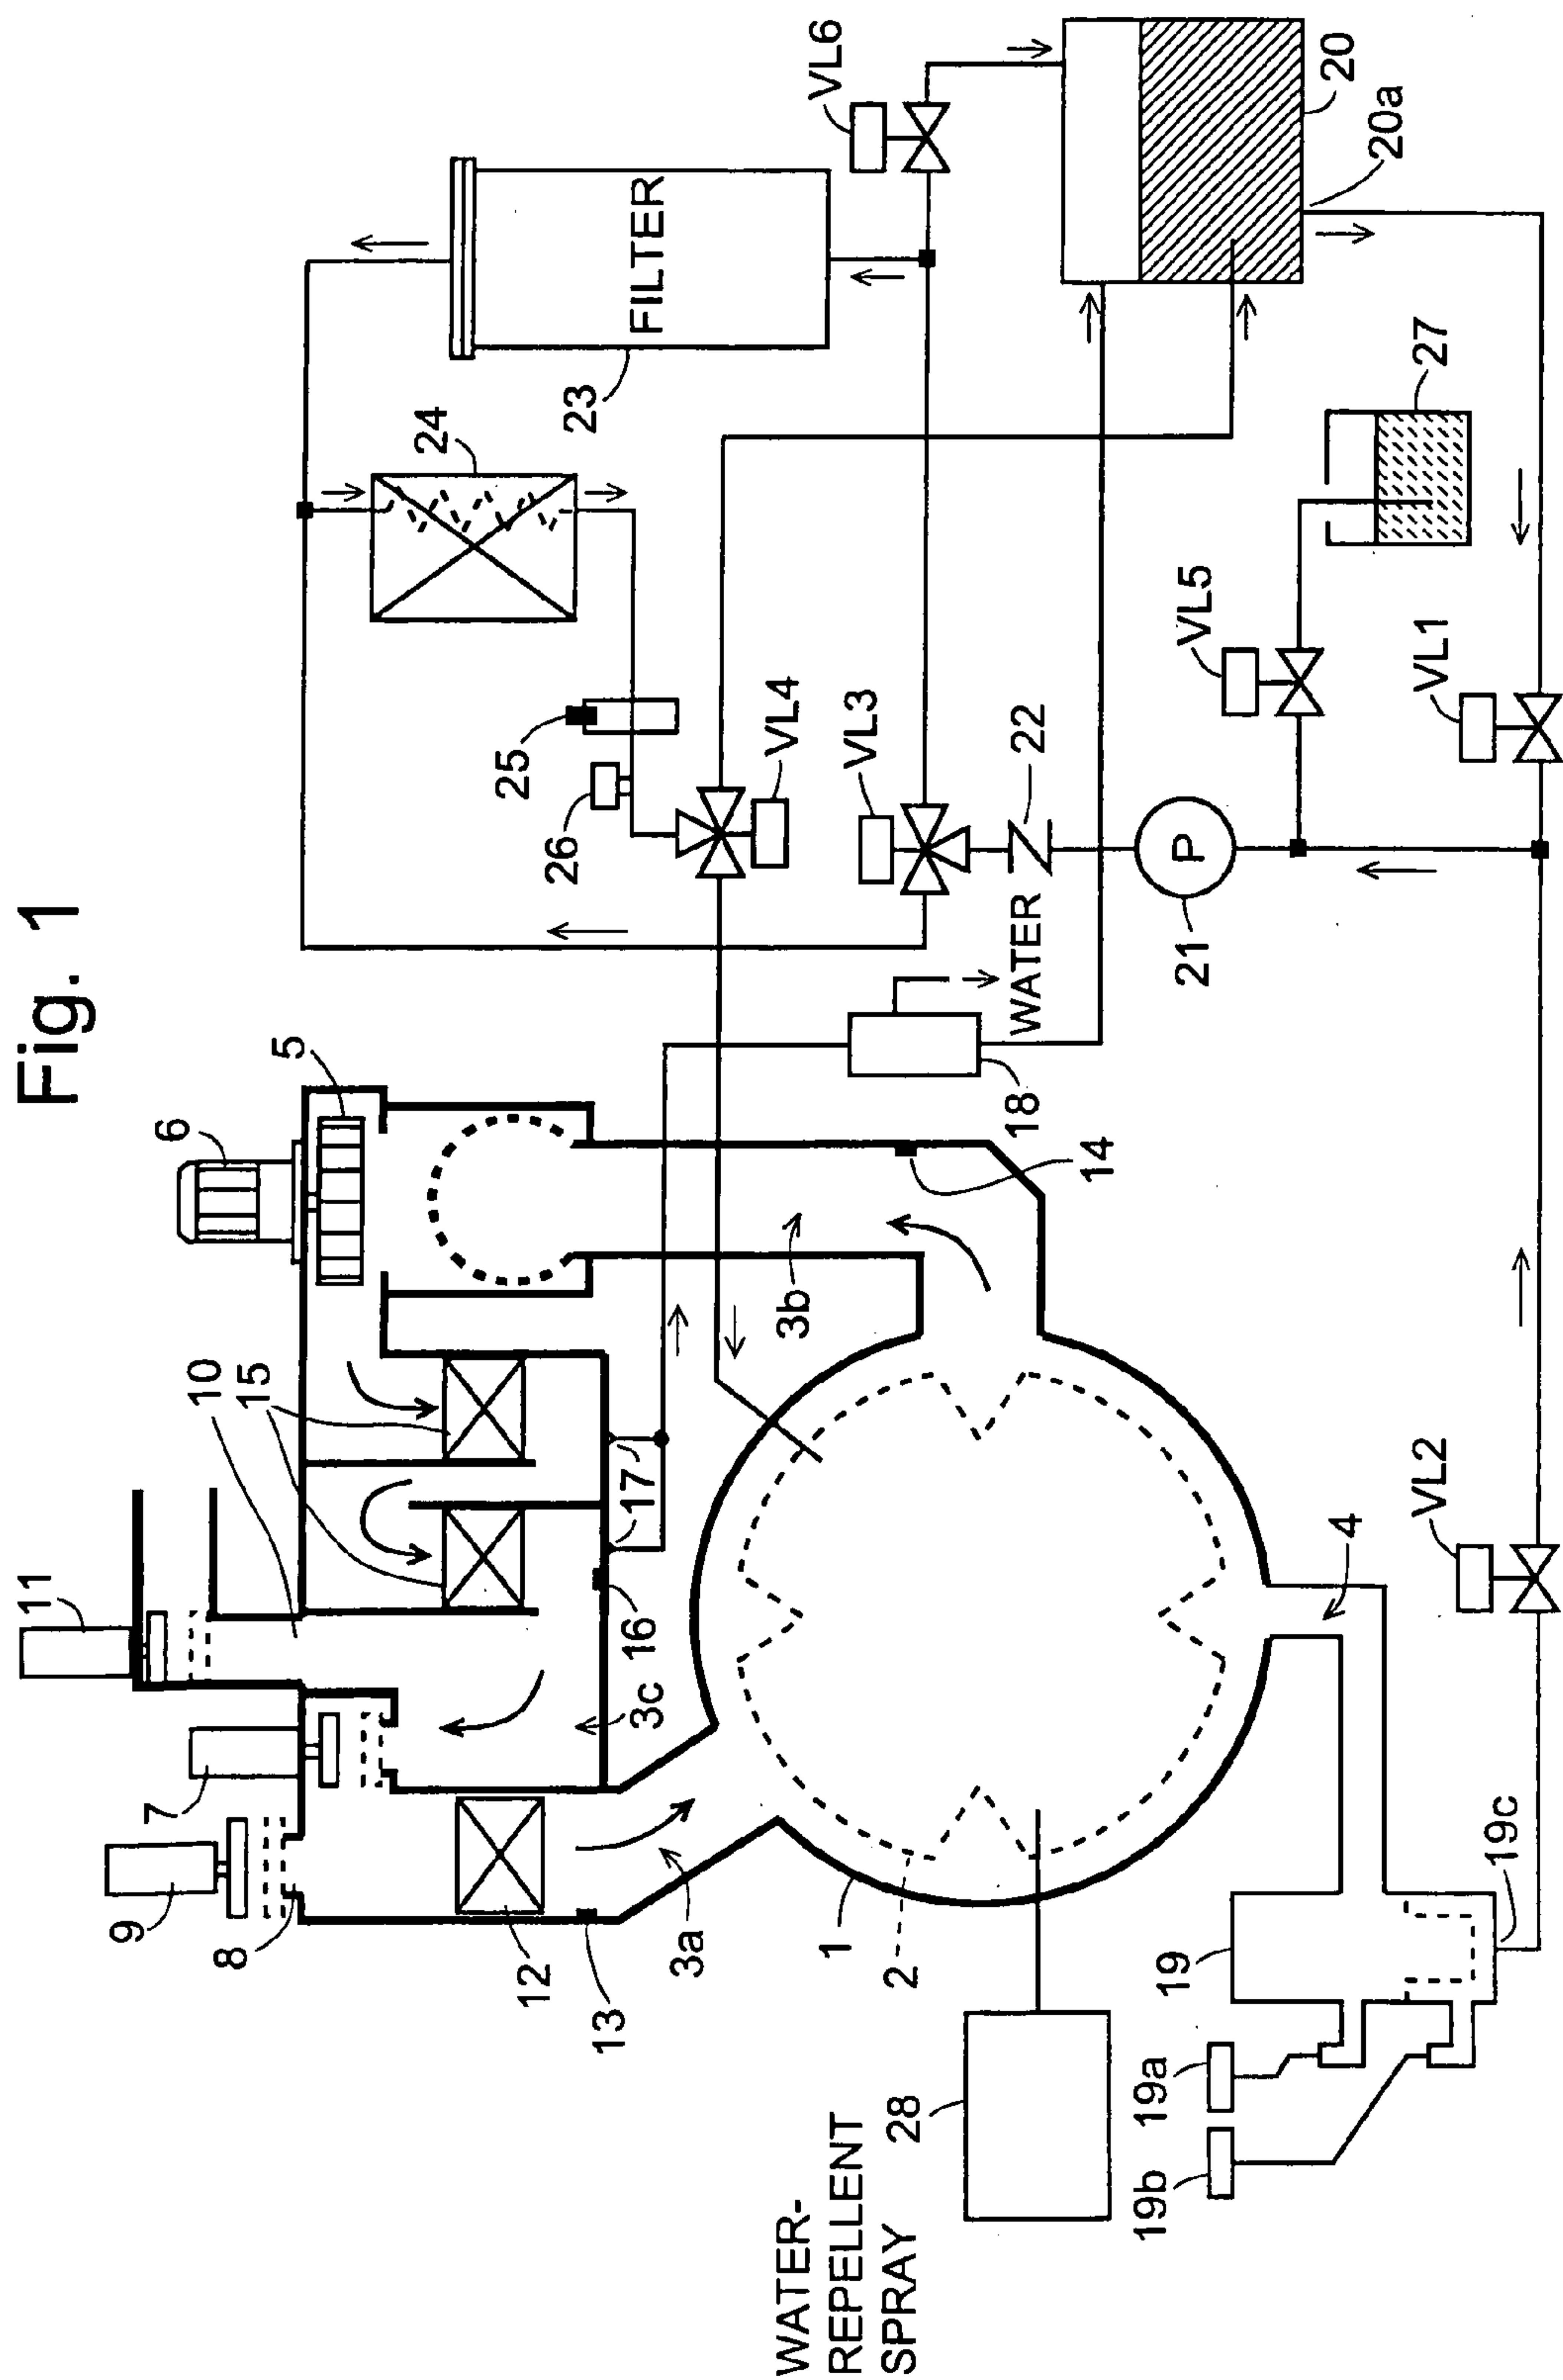 Fig. 1
11
6
5
10
15
7
9
8
12
13
3a
3c
16
17
3b
14
18
WATER
1
2
4
WATER-
REPELLENT
SPRAY
28
19
19a
19b
19c
VL2
24
25
26
VL4
VL3
22
P
21
23
FILTER
VL6
20
20a
27
VL5
VL1